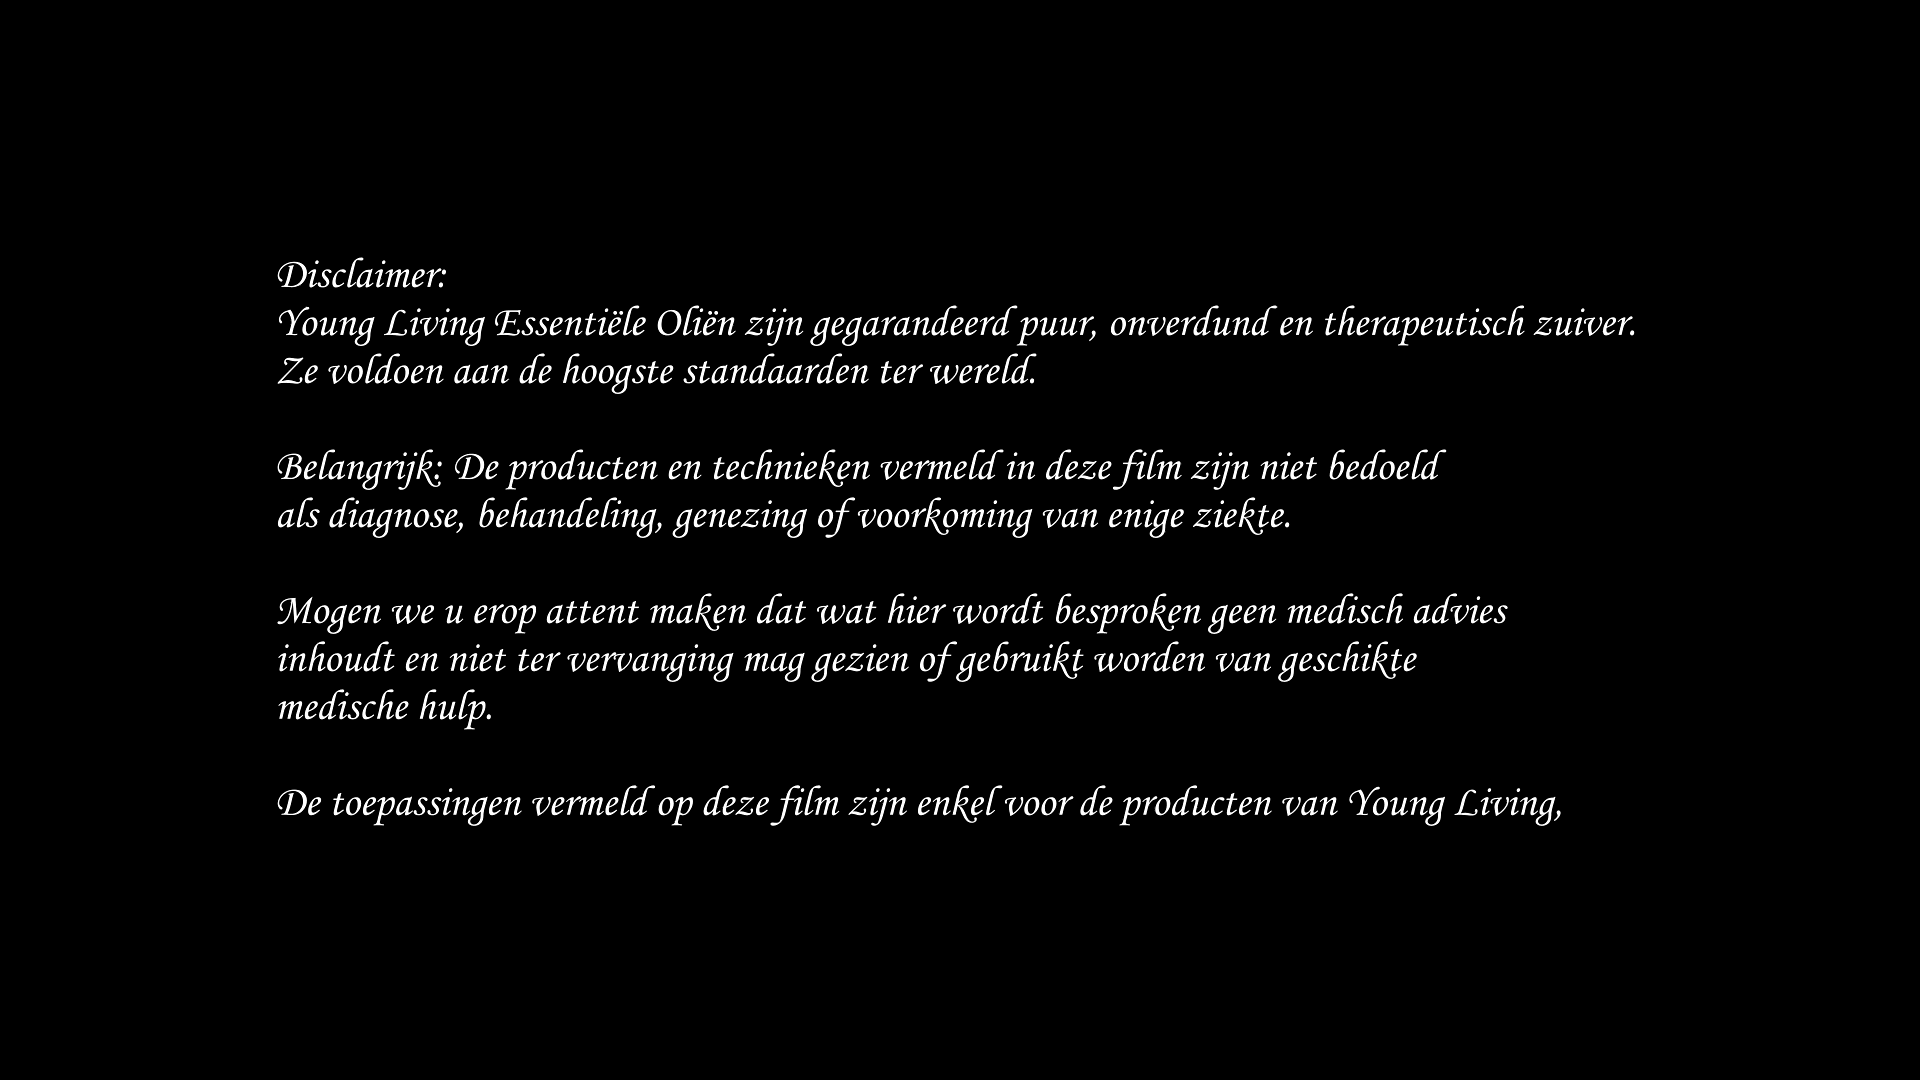 Disclaimer:
Young Living Essentiële Oliën zijn gegarandeerd puur, onverdund en therapeutisch zuiver.
Ze voldoen aan de hoogste standaarden ter wereld.
Belangrijk: De producten en technieken vermeld in deze film zijn niet bedoeld
als diagnose, behandeling, genezing of voorkoming van enige ziekte.
Mogen we u erop attent maken dat wat hier wordt besproken geen medisch advies
inhoudt en niet ter vervanging mag gezien of gebruikt worden van geschikte
medische hulp.
De toepassingen vermeld op deze film zijn enkel voor de producten van Young Living,